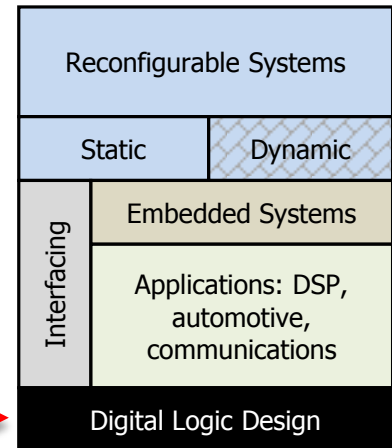 Reconfigurable Systems
Static
Dynamic
Interfacing
Embedded Systems
Applications: DSP,
automotive,
communications
Digital Logic Design